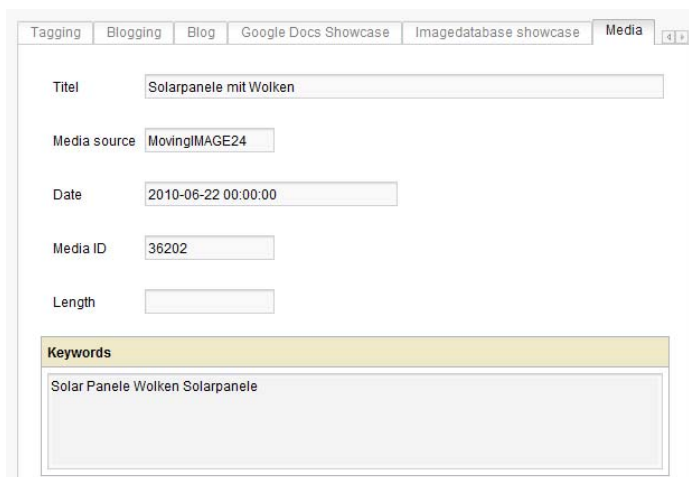 Tagging Blogging Blog Google Docs Showcase Imagedatabase showcase Media
Titel Solarpanele mit Wolken
Media source MovingIMAGE24
Date 2010-06-22 00:00:00
Media ID 36202
Length
Keywords
Solar Panele Wolken Solarpanele